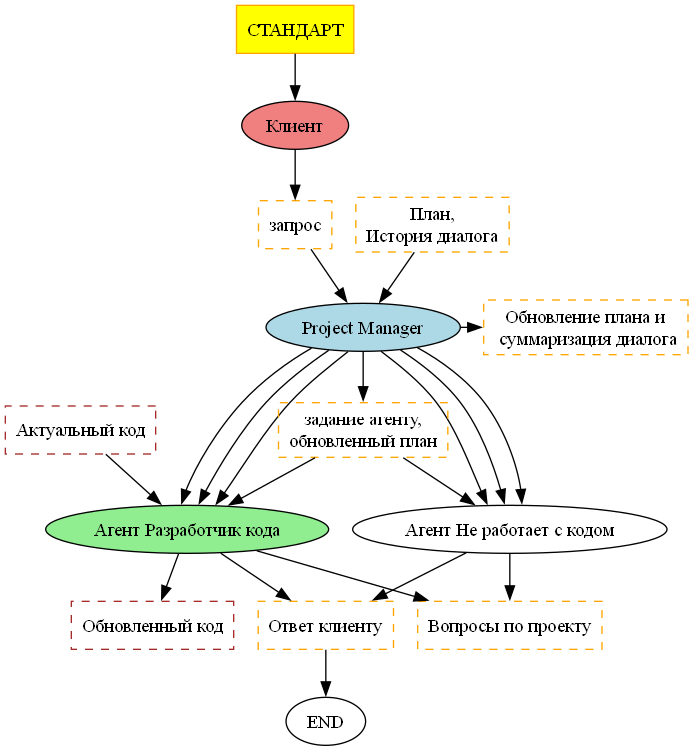 СТАНДАРТ
Клиент
запрос
План,
История диалога
Project Manager
Обновление плана и
суммаризация диалога
Актуальный код
задание агенту,
обновленный план
Агент Разработчик кода
Агент Не работает с кодом
Обновленный код
Ответ клиенту
Вопросы по проекту
END